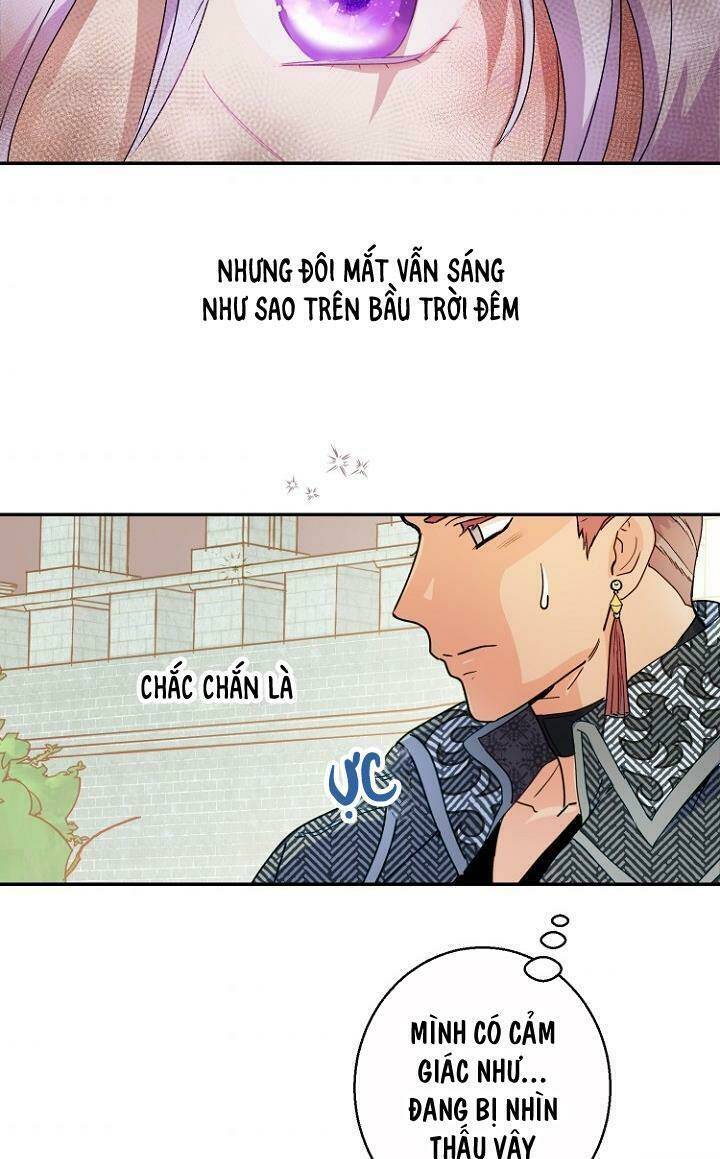 NHƯNG ĐÔI MẮT VẪN SÁNG
NHƯ SAO TRÊN BẦU TRỜI ĐÊM
CHẮC CHẮN LÀ
ỰC
MÌNH CÓ CẢM
GIÁC NHƯ...
ĐANG BỊ NHÌN
THẤU VẬY